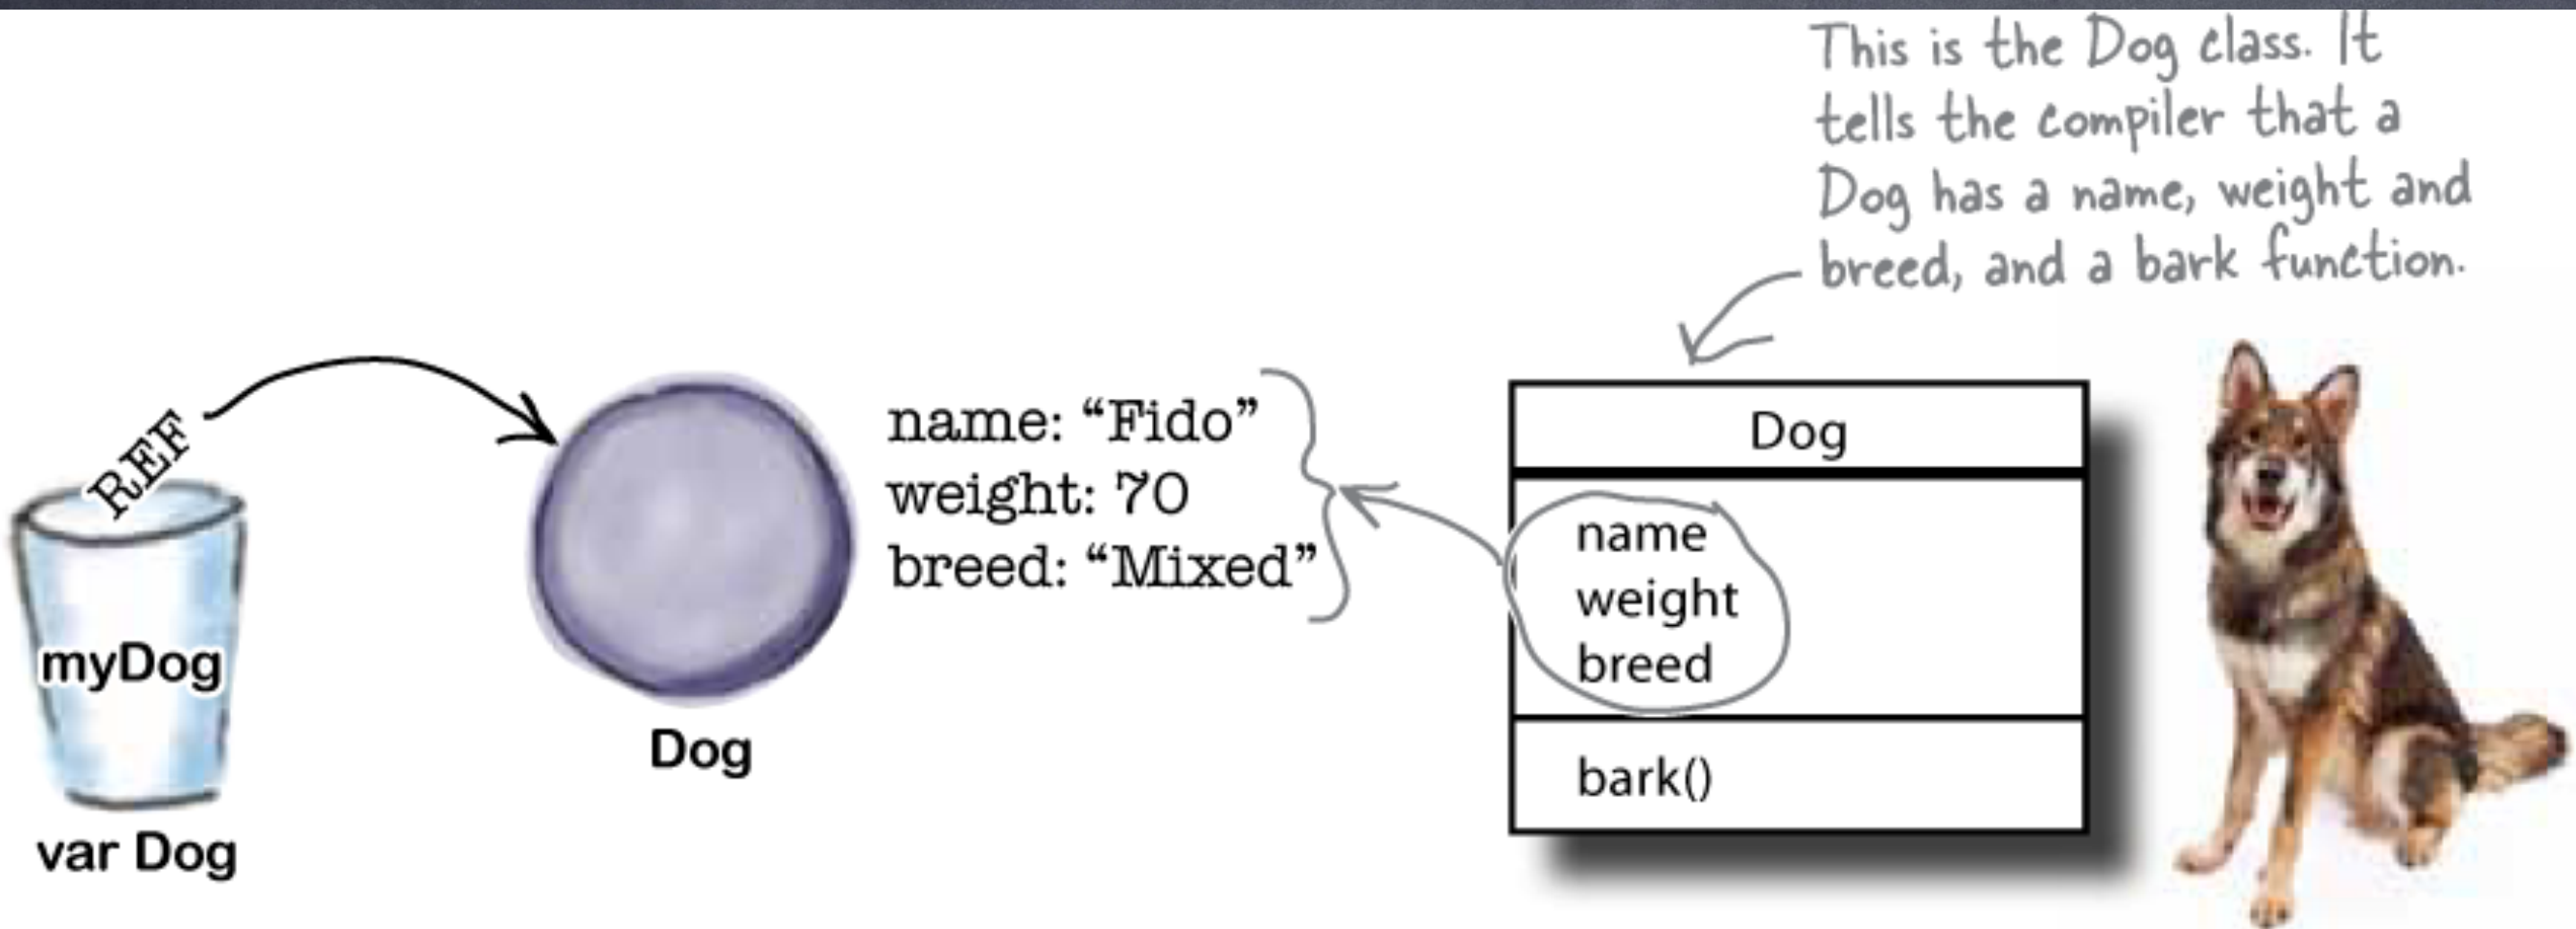 This is the Dog class. It
tells the compiler that a
Dog has a name, weight and
breed, and a bark function.
REF
myDog
var Dog
Dog
name: “Fido”
weight: 70
breed: “Mixed”
Dog
name
weight
breed
bark()